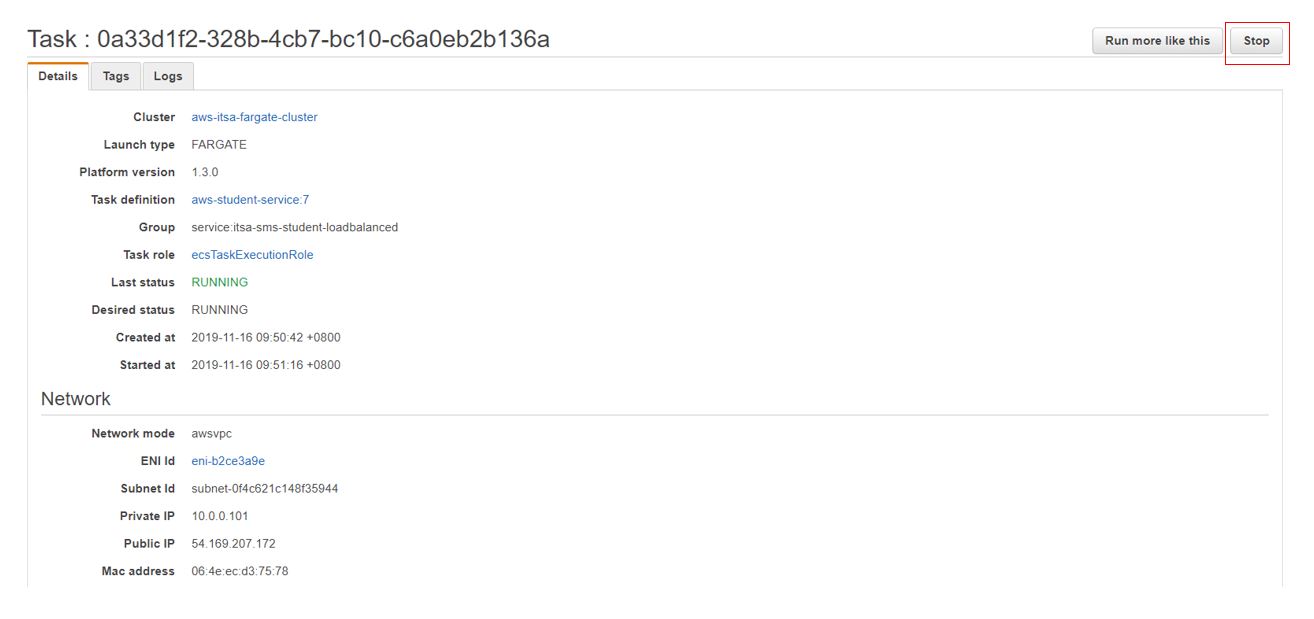 Task : 0a33d1f2-328b-4cb7-bc10-c6a0eb2b136a
Run more like this Stop
Details Tags Logs
Cluster aws-itsa-fargate-cluster
Launch type FARGATE
Platform version 1.3.0
Task definition aws-student-service:7
Group service:itsa-sms-student-loadbalanced
Task role ecsTaskExecutionRole
Last status RUNNING
Desired status RUNNING
Created at 2019-11-16 09:50:42 +0800
Started at 2019-11-16 09:51:16 +0800
Network
Network mode awsvpc
ENI Id eni-b2ce3a9e
Subnet Id subnet-0f4c621c148f35944
Private IP 10.0.0.101
Public IP 54.169.207.172
Mac address 06:4e:ec:d3:75:78